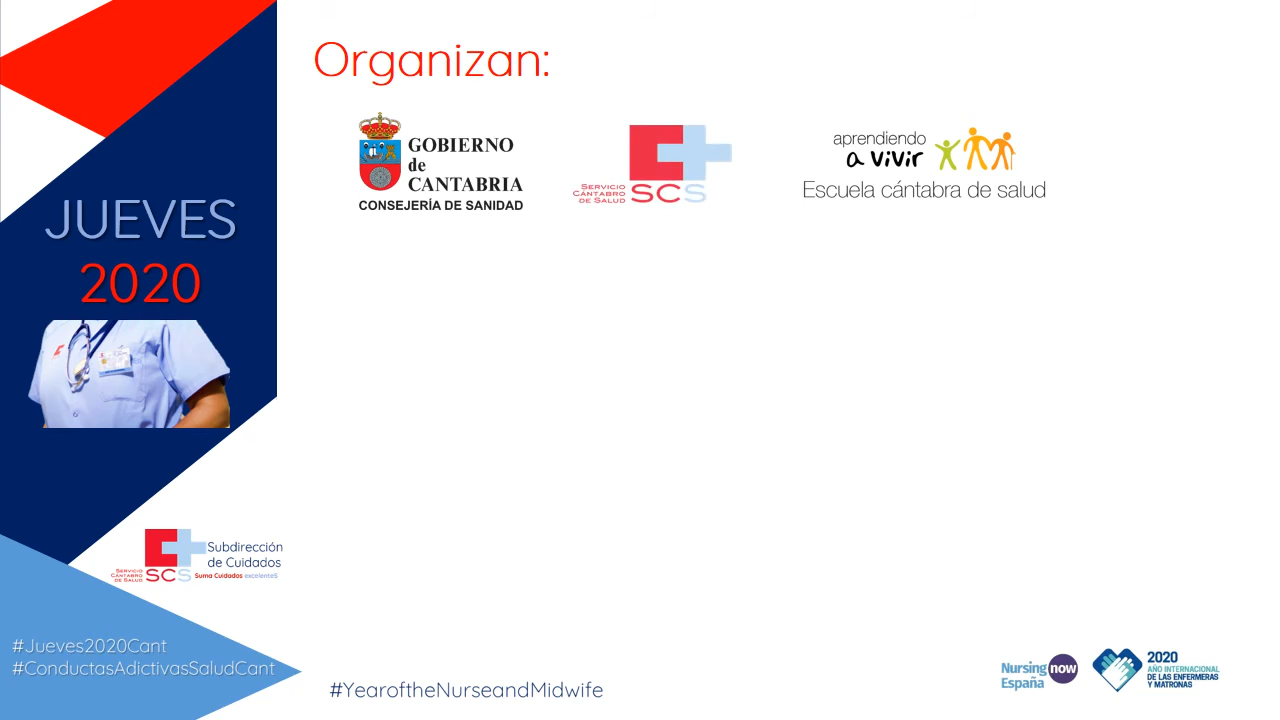 Organizan:
GOBIERNO
de
CANTABRIA
CONSEJERÍA DE SANIDAD
SERVICIO
CÁNTABRO
DE SALUD
SCS
aprendiendo
a vivir
Escuela cántabra de salud
JUEVES
2020
Subdirección
de Cuidados
SERVICIO
CÁNTABRO
DE SALUD
SCS
Suma Cuidados excelenteS
#Jueves2020Cant
#ConductasAdictivasSaludCant
#YearoftheNurseandMidwife
Nursing now
España
2020
AÑO INTERNACIONAL
DE LAS ENFERMERAS
Y MATRONAS